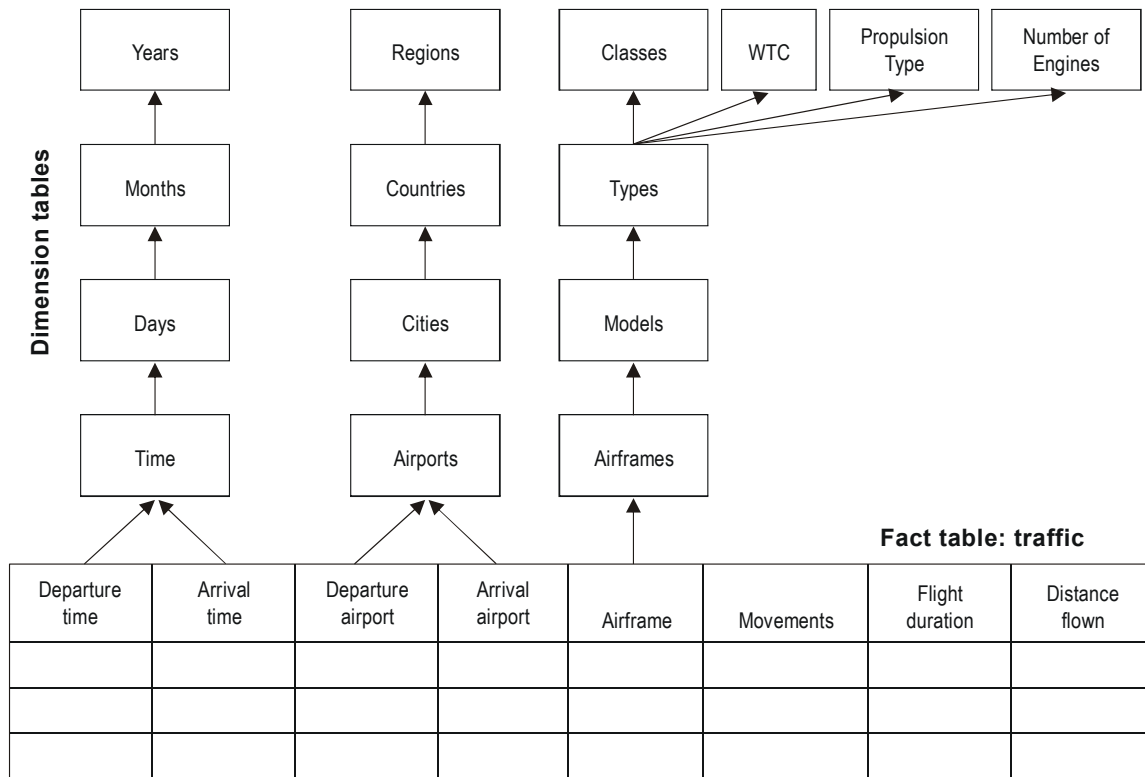 Years
Regions
Classes
WTC
Propulsion
Type
Number of
Engines
Dimension tables
Months
Countries
Types
Days
Cities
Models
Time
Airports
Airframes
Fact table: traffic
Departure
time
Arrival
time
Departure
airport
Arrival
airport
Airframe
Movements
Flight
duration
Distance
flown